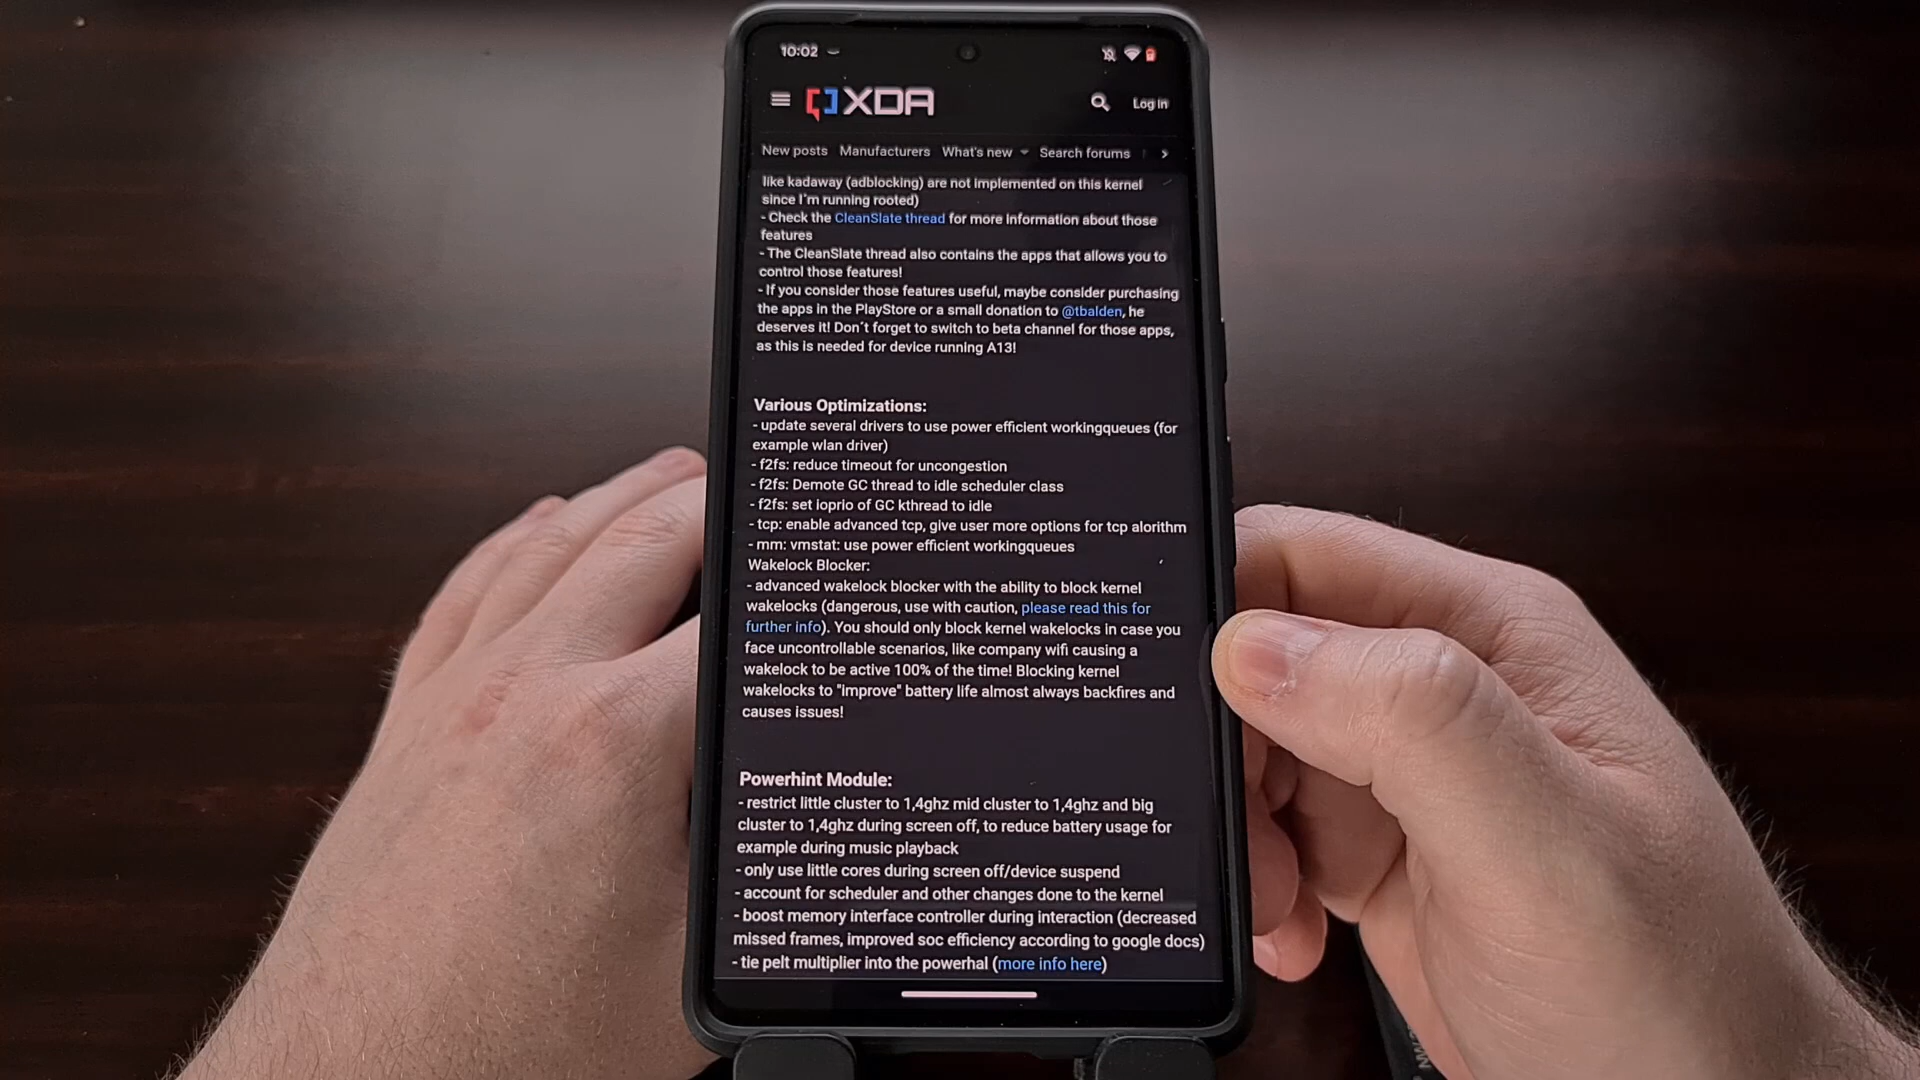 10:02
XDA
Log in
New posts Manufacturers What's new Search forums
like kadaway (adblocking) are not implemented on this kernel
since I'm running rooted)
- Check the CleanSlate thread for more information about those
features
- The CleanSlate thread also contains the apps that allows you to
control those features!
- If you consider those features useful, maybe consider purchasing
the apps in the PlayStore or a small donation to @tbalden, he
deserves it! Don't forget to switch to beta channel for those apps,
as this is needed for device running A13!
Various Optimizations:
- update several drivers to use power efficient workingqueues (for
example wlan driver)
- f2fs: reduce timeout for uncongestion
- f2fs: Demote GC thread to idle scheduler class
- f2fs: set ioprio of GC kthread to idle
- tcp: enable advanced tcp, give user more options for tcp alorithm
- mm: vmstat: use power efficient workingqueues
Wakelock Blocker:
- advanced wakelock blocker with the ability to block kernel
wakelocks (dangerous, use with caution, please read this for
further info). You should only block kernel wakelocks in case you
face uncontrollable scenarios, like company wifi causing a
wakelock to be active 100% of the time! Blocking kernel
wakelocks to "improve" battery life almost always backfires and
causes issues!
Powerhint Module:
- restrict little cluster to 1,4ghz mid cluster to 1,4ghz and big
cluster to 1,4ghz during screen off, to reduce battery usage for
example during music playback
- only use little cores during screen off/device suspend
- account for scheduler and other changes done to the kernel
- boost memory interface controller during interaction (decreased
missed frames, improved soc efficiency according to google docs)
- tie pelt multiplier into the powerhal (more info here)